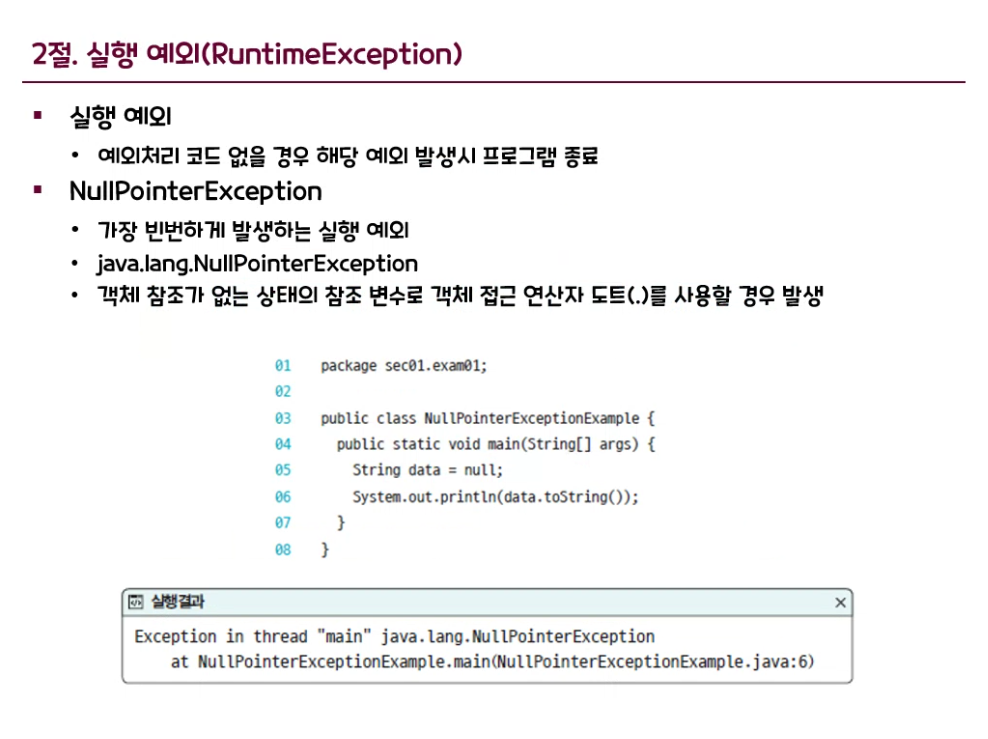 2절. 실행 예외(RuntimeException)
▪ 실행 예외
• 예외처리 코드 없을 경우 해당 예외 발생시 프로그램 종료
▪ NullPointerException
• 가장 빈번하게 발생하는 실행 예외
• java.lang.NullPointerException
• 객체 참조가 없는 상태의 참조 변수로 객체 접근 연산자 도트(.)를 사용할 경우 발생
01 package sec01.exam01;
02
03 public class NullPointerExceptionExample {
04   public static void main(String[] args) {
05     String data = null;
06     System.out.println(data.toString());
07   }
08 }
실행결과 ×
Exception in thread "main" java.lang.NullPointerException
    at NullPointerExceptionExample.main(NullPointerExceptionExample.java:6)